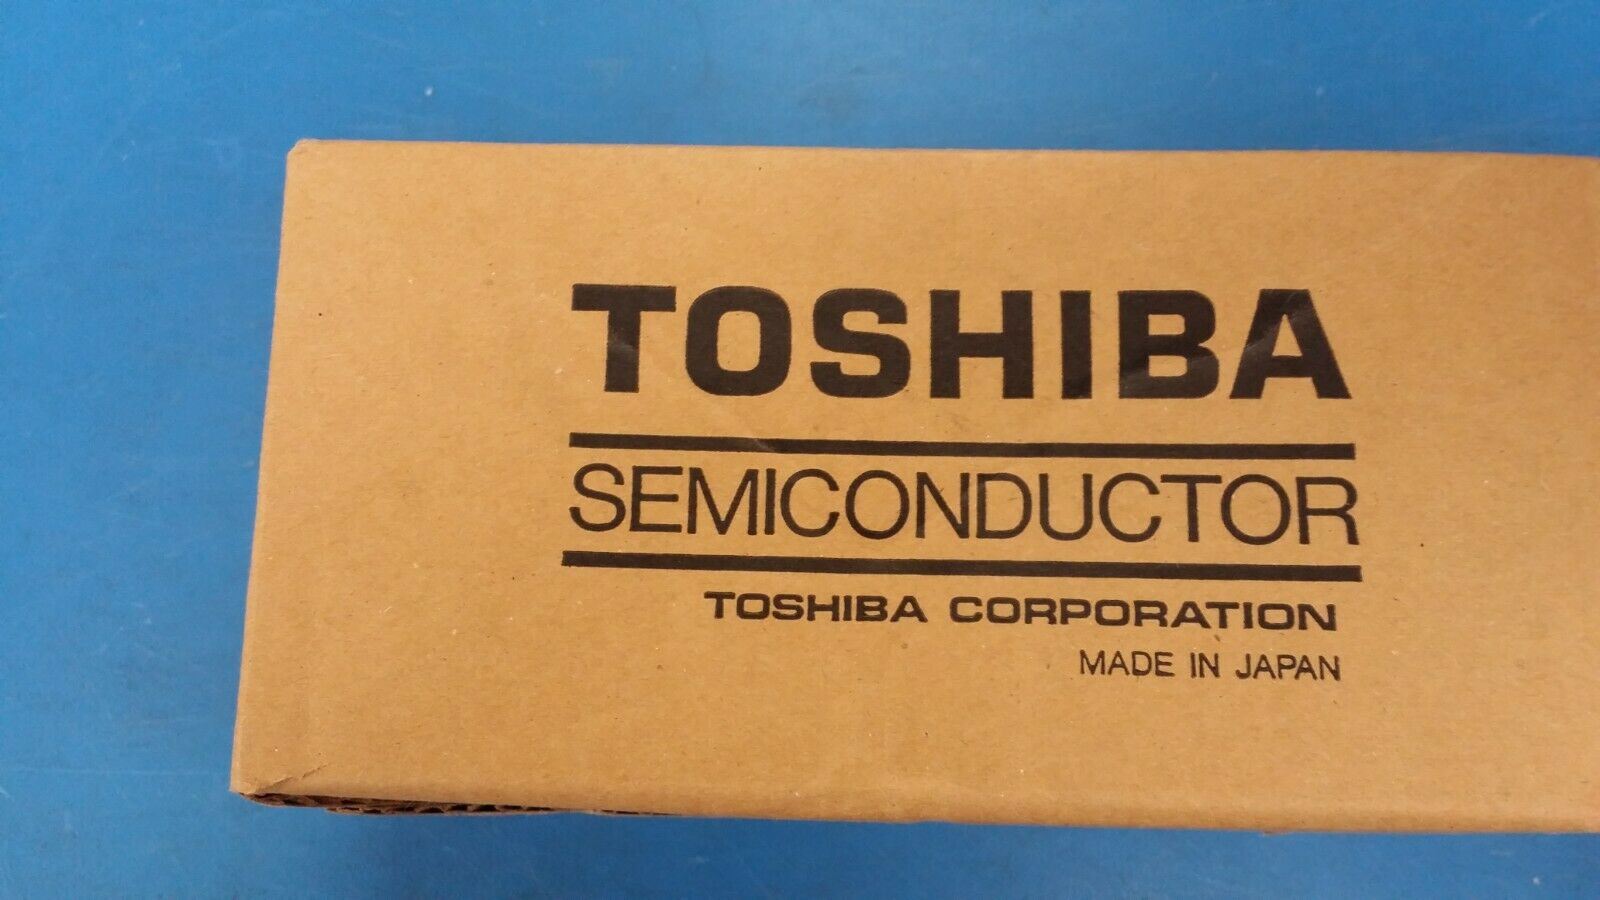 TOSHIBA
SEMICONDUCTOR
TOSHIBA CORPORATION
MADE IN JAPAN